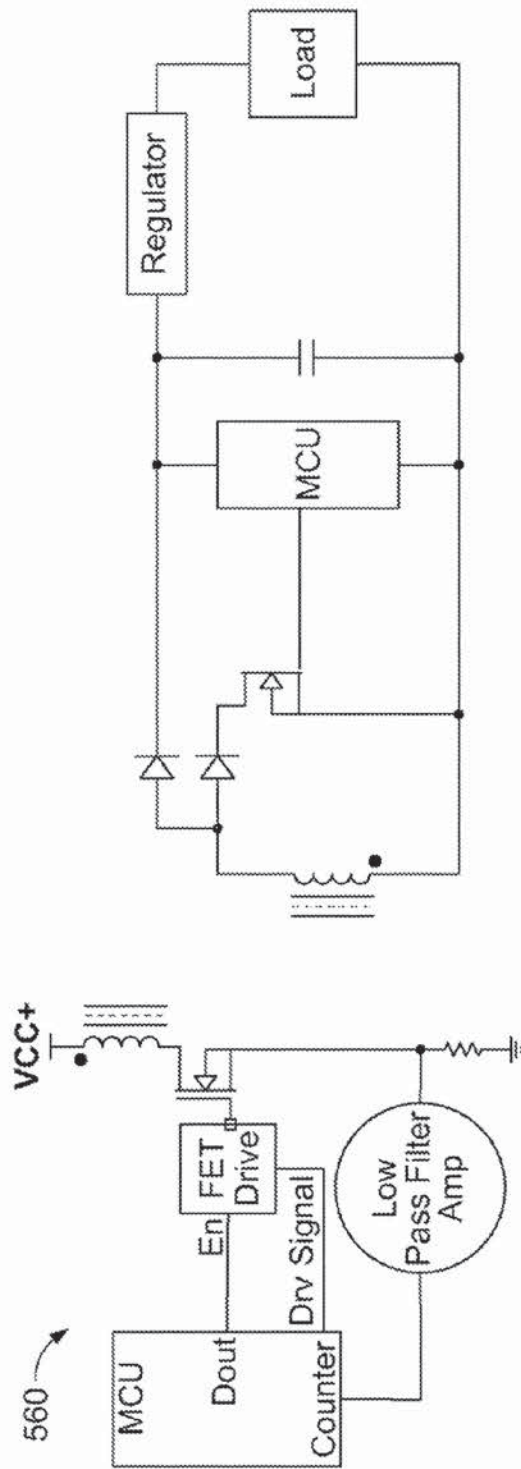 560
VCC+
MCU
Dout
Counter
En
FET
Drive
Drv Signal
Low
Pass Filter
Amp
MCU
Regulator
Load